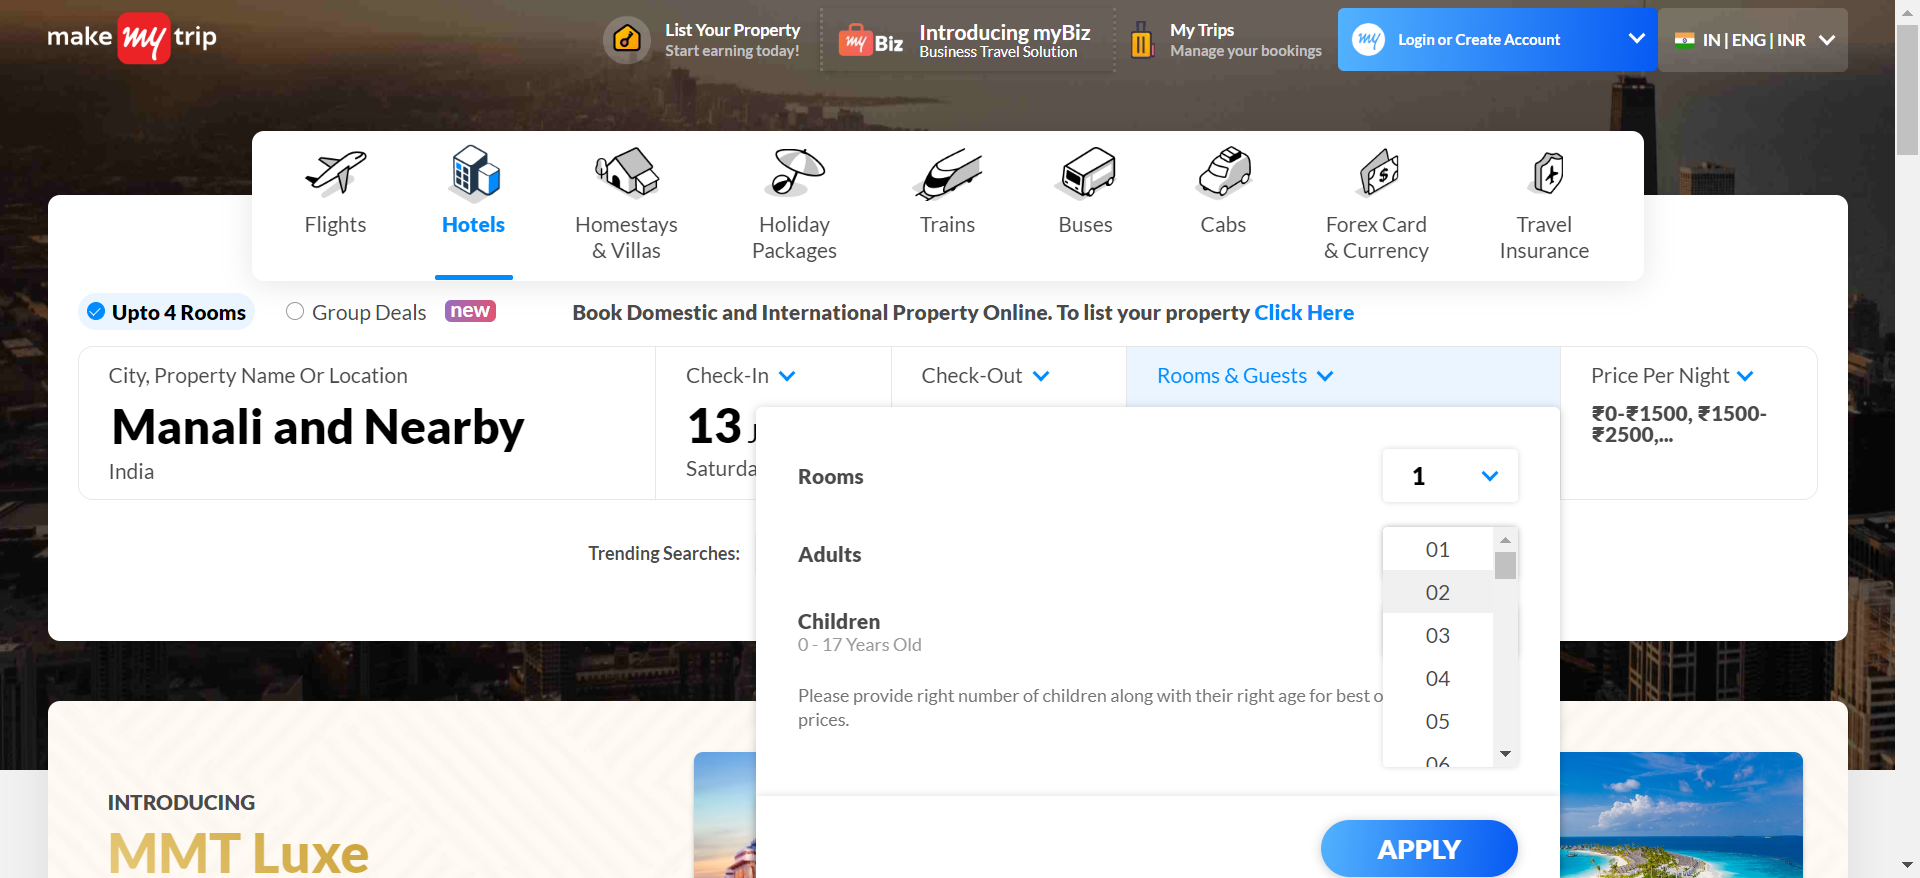 make my trip
List Your Property
Start earning today!
my Biz
Introducing myBiz
Business Travel Solution
My Trips
Manage your bookings
my
Login or Create Account
IN | ENG | INR
Flights
Hotels
Homestays
& Villas
Holiday
Packages
Trains
Buses
Cabs
Forex Card
& Currency
Travel
Insurance
Upto 4 Rooms
Group Deals
new
Book Domestic and International Property Online. To list your property Click Here
City, Property Name Or Location
Manali and Nearby
India
Check-In
13 J
Saturda
Check-Out
Rooms & Guests
Price Per Night
₹0-₹1500, ₹1500-
₹2500,...
Rooms
1
Trending Searches:
Adults
01
02
03
04
05
06
Children
0 - 17 Years Old
Please provide right number of children along with their right age for best o
prices.
APPLY
INTRODUCING
MMT Luxe